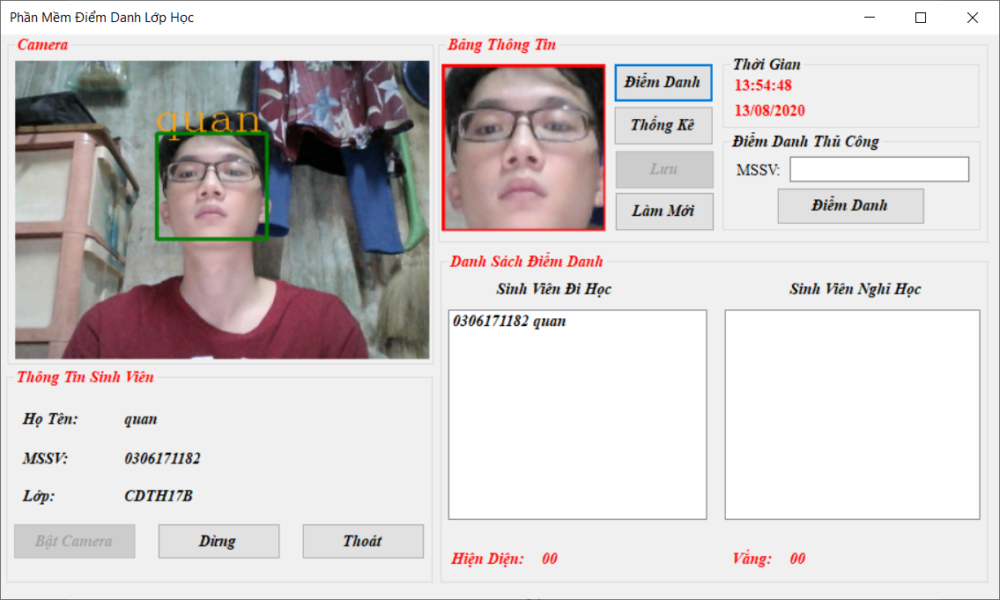 Phần Mềm Điểm Danh Lớp Học
Camera
quan
Thông Tin Sinh Viên
Họ Tên: quan
MSSV: 0306171182
Lớp: CDTH17B
Bật Camera
Dừng
Thoát
Bảng Thông Tin
Điểm Danh
Thống Kê
Lưu
Làm Mới
Thời Gian
13:54:48
13/08/2020
Điểm Danh Thủ Công
MSSV:
Điểm Danh
Danh Sách Điểm Danh
Sinh Viên Đi Học
Sinh Viên Nghỉ Học
0306171182 quan
Hiện Diện: 00
Vắng: 00